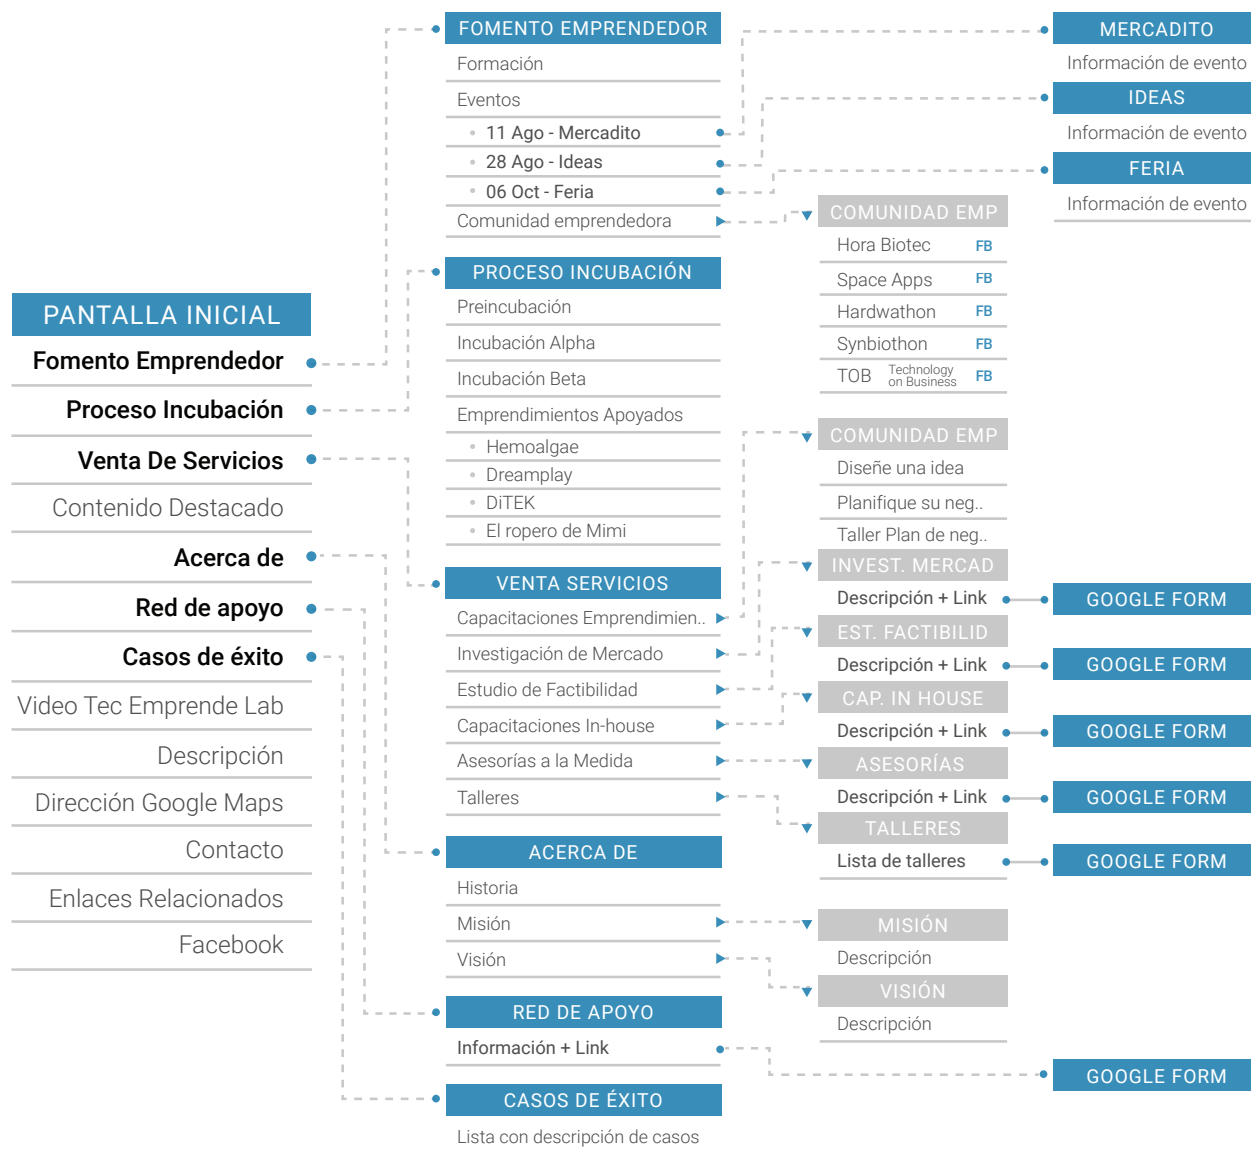 PANTALLA INICIAL
Fomento Emprendedor
Proceso Incubación
Venta De Servicios
Contenido Destacado
Acerca de
Red de apoyo
Casos de éxito
Video Tec Emprende Lab
Descripción
Dirección Google Maps
Contacto
Enlaces Relacionados
Facebook
FOMENTO EMPRENDEDOR
Formación
Eventos
11 Ago - Mercadito
28 Ago - Ideas
06 Oct - Feria
Comunidad emprendedora
PROCESO INCUBACIÓN
Preincubación
Incubación Alpha
Incubación Beta
Emprendimientos Apoyados
Hemoalgae
Dreamplay
DiTEK
El ropero de Mimi
VENTA SERVICIOS
Capacitaciones Emprendimien..
Investigación de Mercado
Estudio de Factibilidad
Capacitaciones In-house
Asesorías a la Medida
Talleres
ACERCA DE
Historia
Misión
Visión
RED DE APOYO
Información + Link
CASOS DE ÉXITO
Lista con descripción de casos
COMUNIDAD EMP
Hora Biotec FB
Space Apps FB
Hardwathon FB
Synbiothon FB
TOB Technology on Business FB
COMUNIDAD EMP
Diseñe una idea
Planifique su neg..
Taller Plan de neg..
INVEST. MERCAD
Descripción + Link
EST. FACTIBILID
Descripción + Link
CAP. IN HOUSE
Descripción + Link
ASESORÍAS
Descripción + Link
TALLERES
Lista de talleres
MISIÓN
Descripción
VISIÓN
Descripción
MERCADITO
Información de evento
IDEAS
Información de evento
FERIA
Información de evento
GOOGLE FORM
GOOGLE FORM
GOOGLE FORM
GOOGLE FORM
GOOGLE FORM
GOOGLE FORM